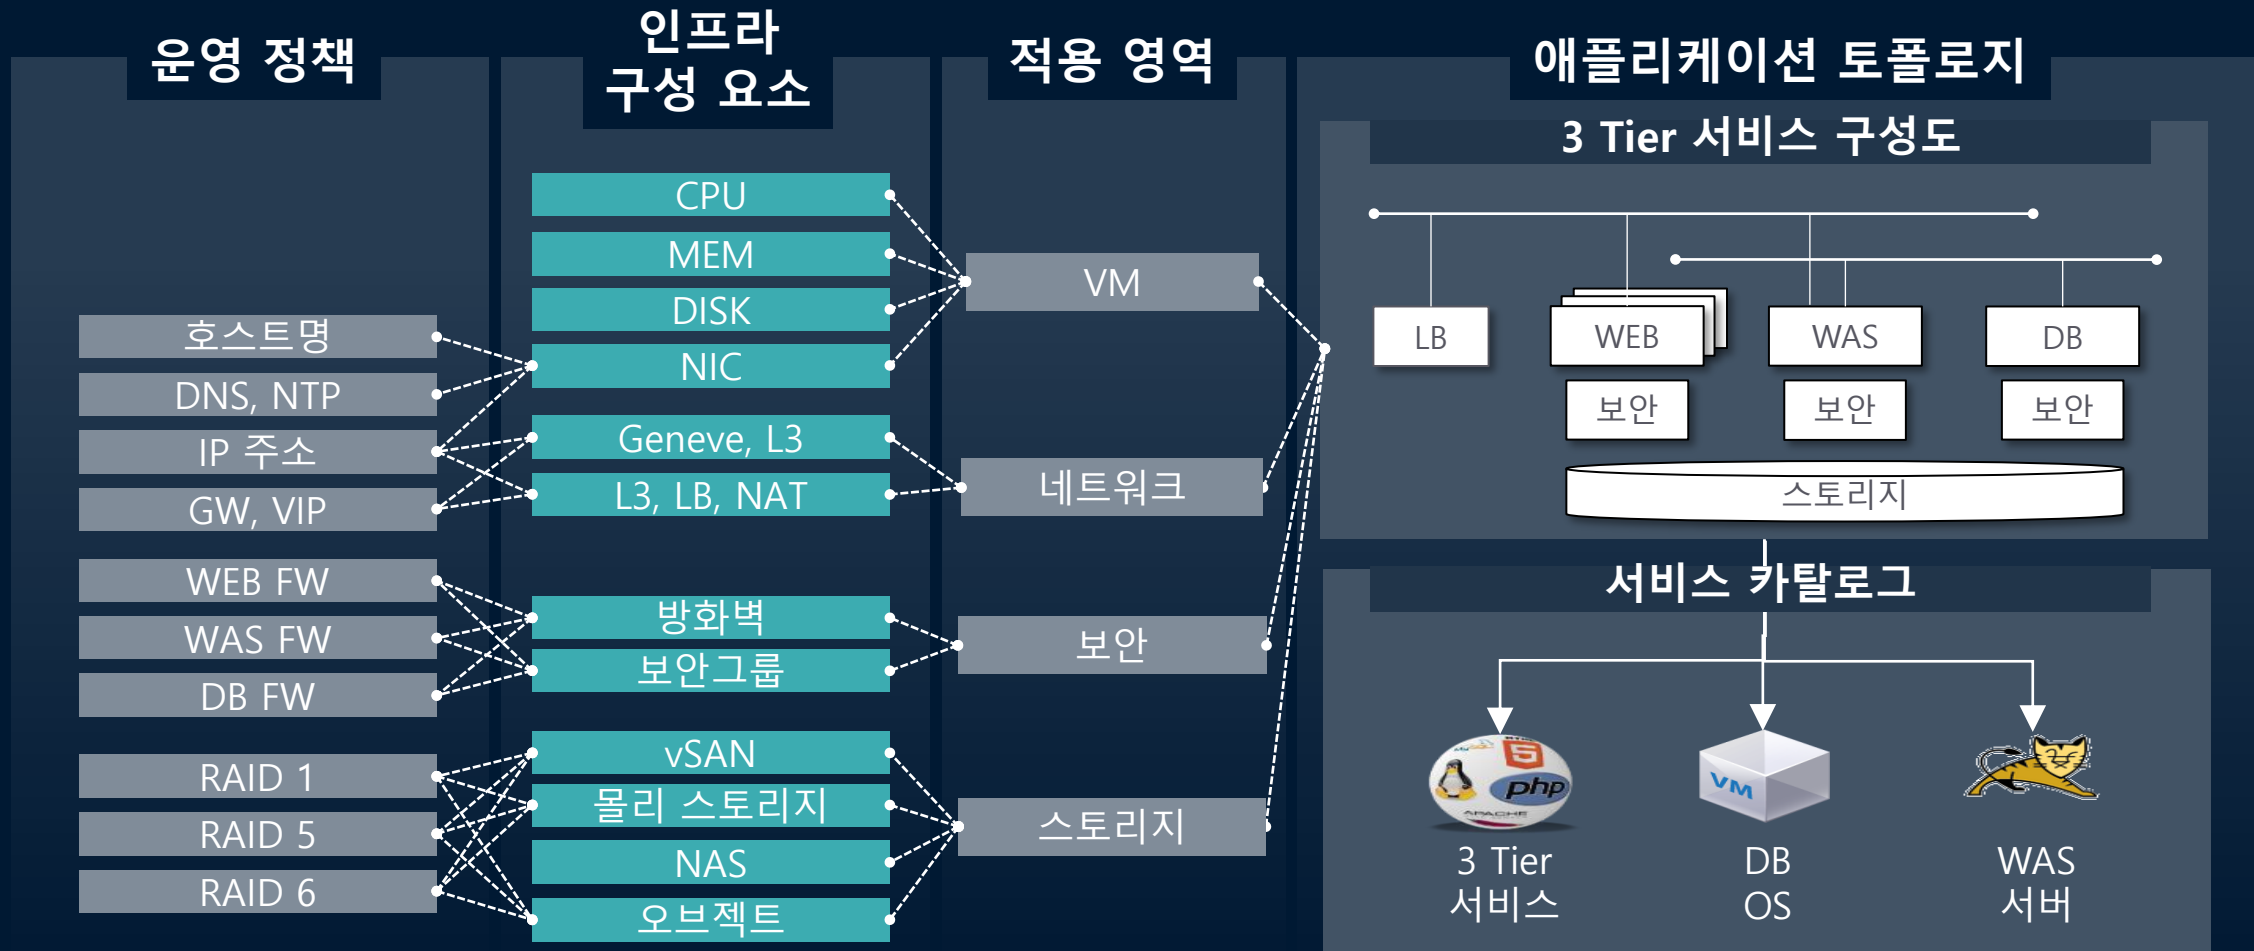 운영 정책
호스트명
DNS, NTP
IP 주소
GW, VIP
WEB FW
WAS FW
DB FW
RAID 1
RAID 5
RAID 6
인프라
구성 요소
CPU
MEM
DISK
NIC
Geneve, L3
L3, LB, NAT
방화벽
보안그룹
vSAN
몰리 스토리지
NAS
오브젝트
적용 영역
VM
네트워크
보안
스토리지
애플리케이션 토폴로지
3 Tier 서비스 구성도
LB
WEB
WAS
DB
보안
보안
보안
스토리지
서비스 카탈로그
5
php
APACHE
VM
3 Tier
서비스
DB
OS
WAS
서버